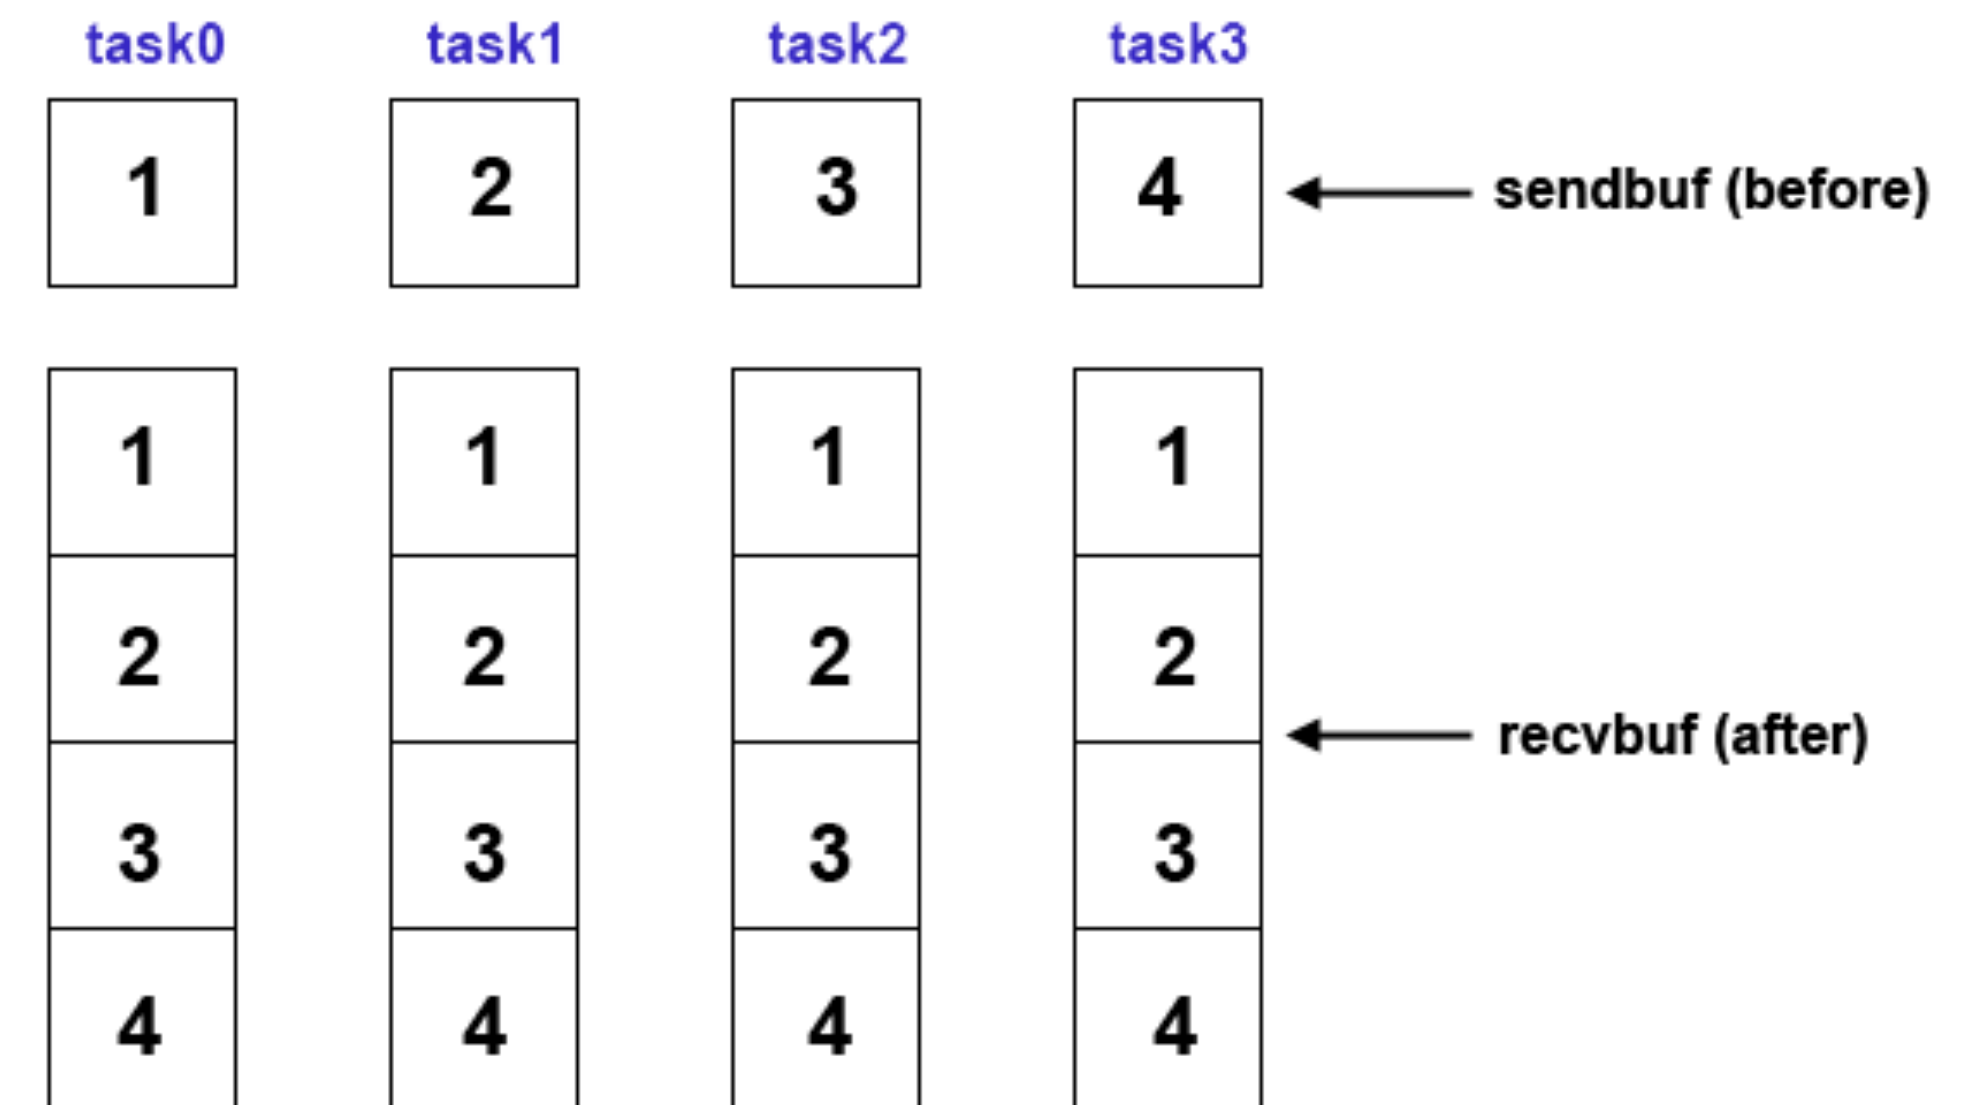 task0 task1 task2 task3
1 2 3 4 sendbuf (before)
1 1 1 1
2 2 2 2
recvbuf (after)
3 3 3 3
4 4 4 4